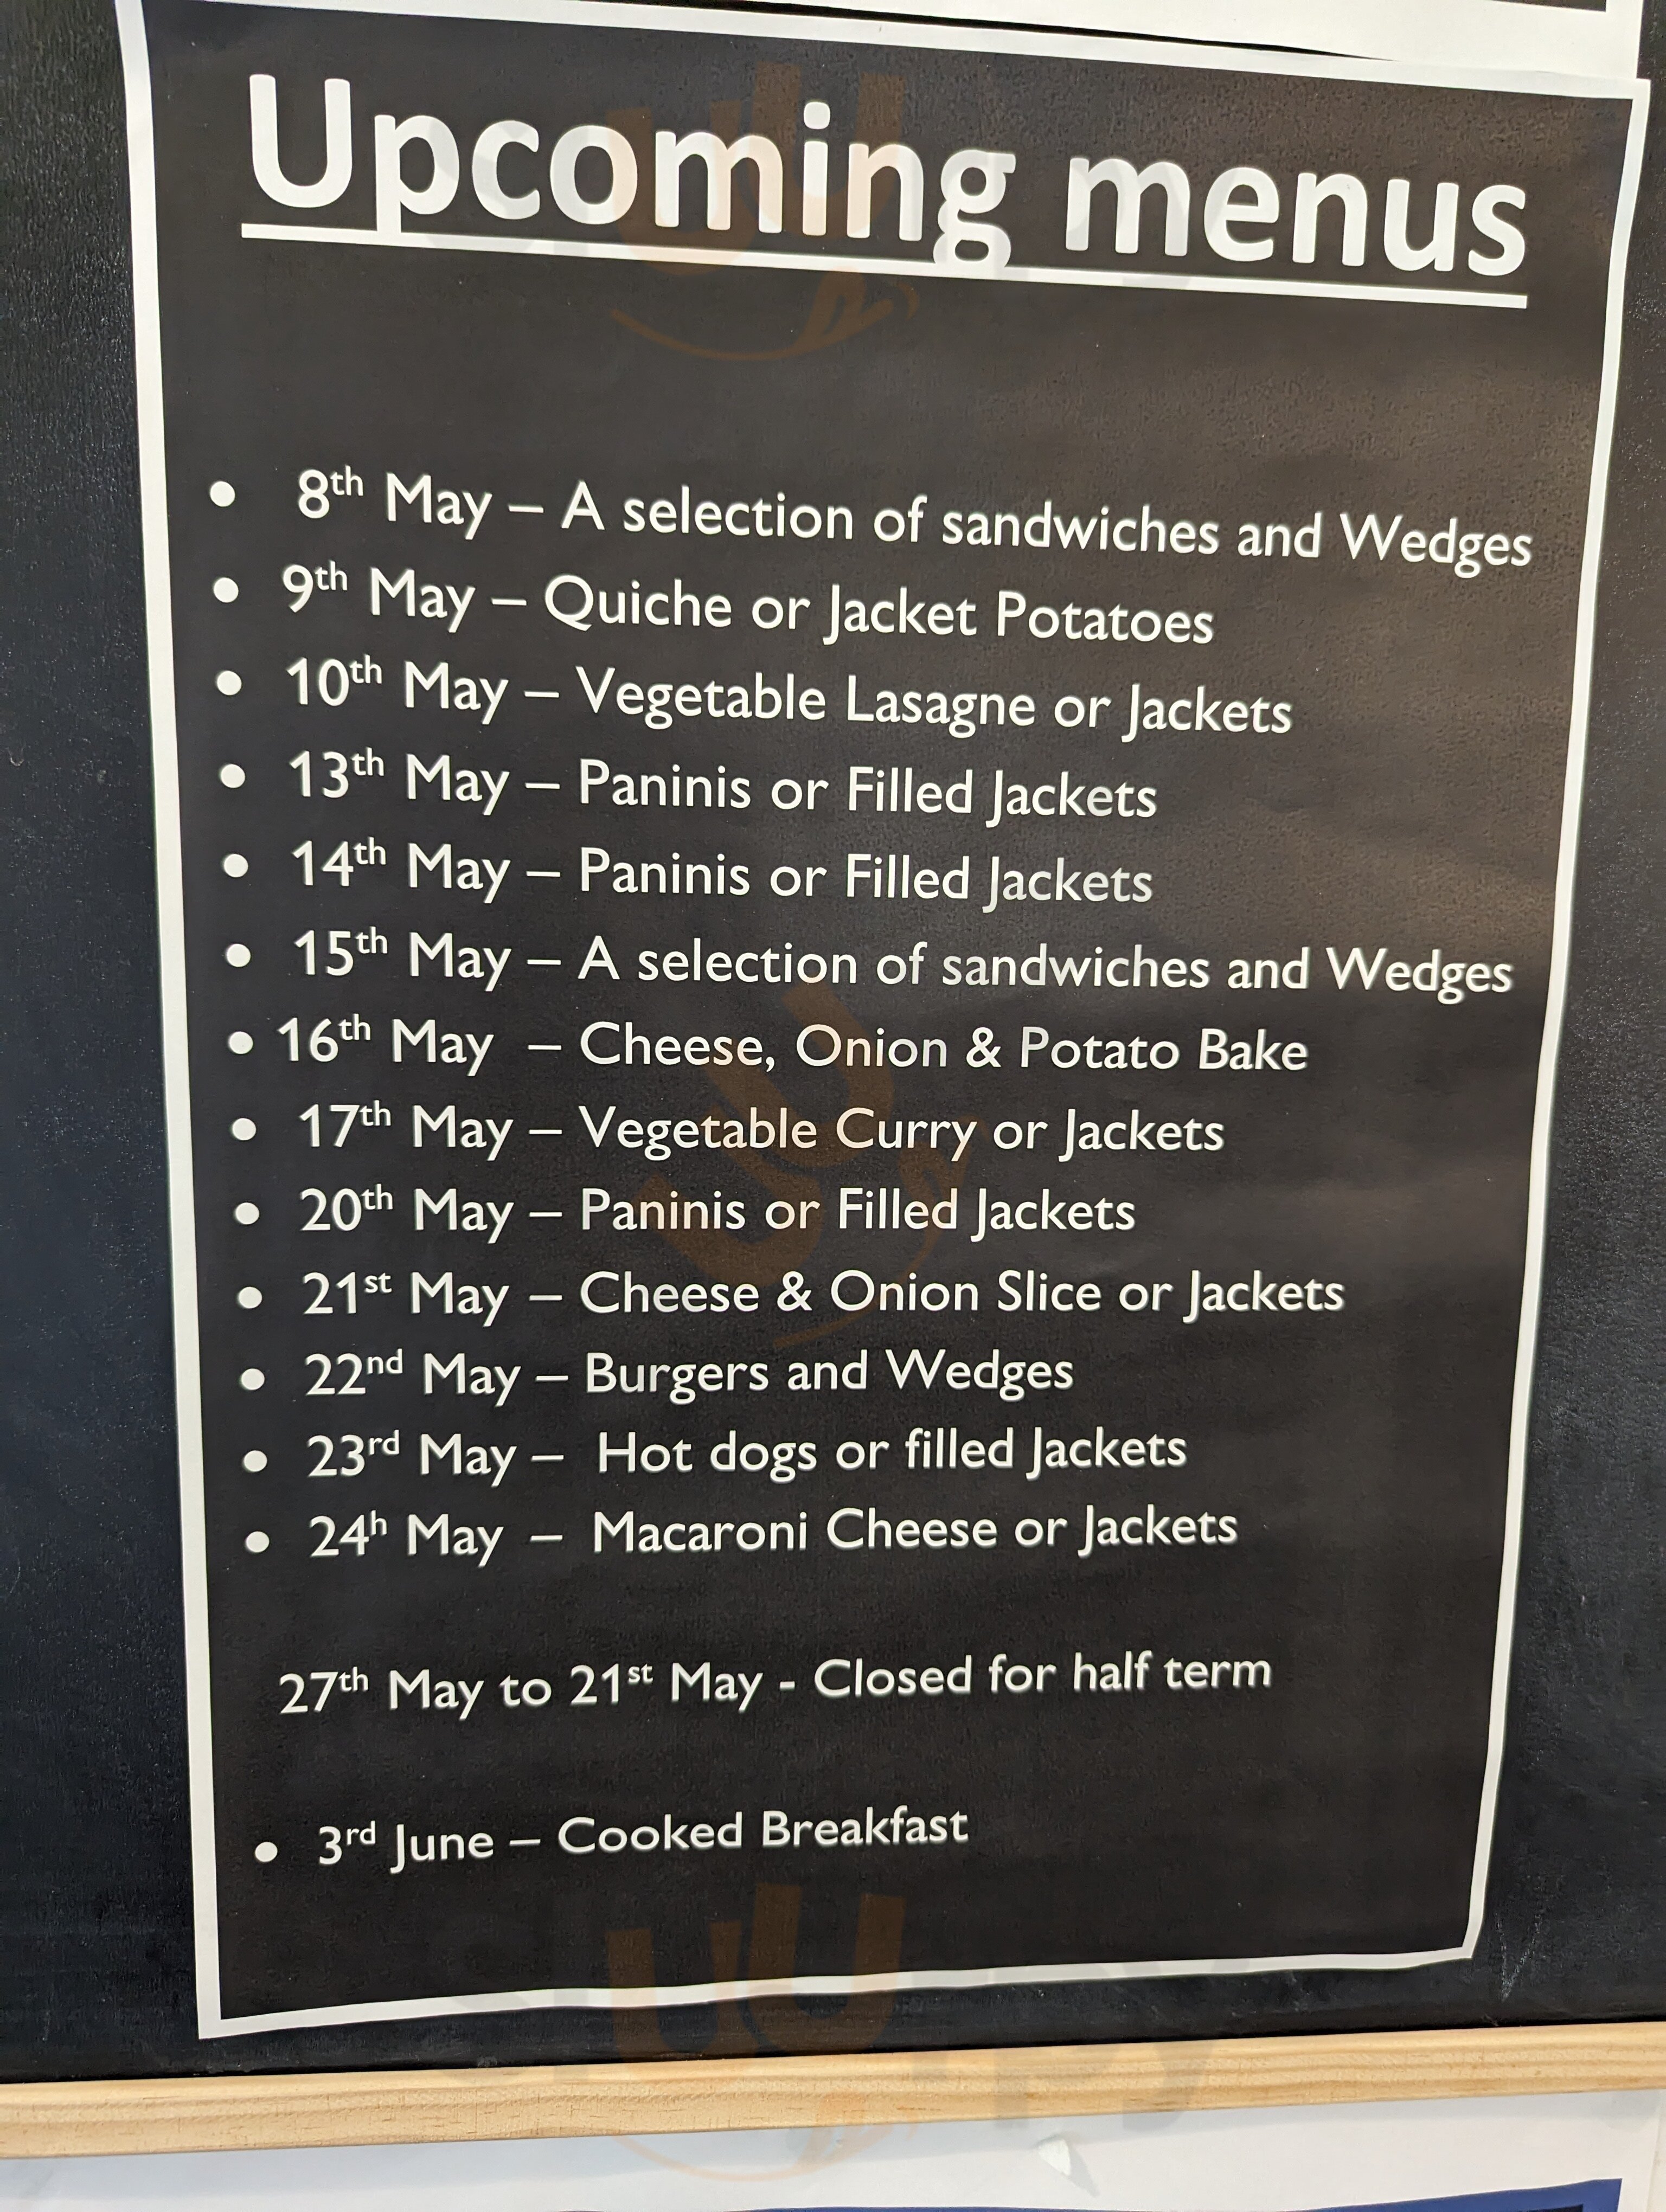 Upcoming menus
• 8th May – A selection of sandwiches and Wedges
• 9th May – Quiche or Jacket Potatoes
• 10th May – Vegetable Lasagne or Jackets
• 13th May – Paninis or Filled Jackets
• 14th May – Paninis or Filled Jackets
• 15th May – A selection of sandwiches and Wedges
• 16th May – Cheese, Onion & Potato Bake
• 17th May – Vegetable Curry or Jackets
• 20th May – Paninis or Filled Jackets
• 21st May – Cheese & Onion Slice or Jackets
• 22nd May – Burgers and Wedges
• 23rd May – Hot dogs or filled Jackets
• 24h May – Macaroni Cheese or Jackets
27th May to 21st May - Closed for half term
• 3rd June – Cooked Breakfast